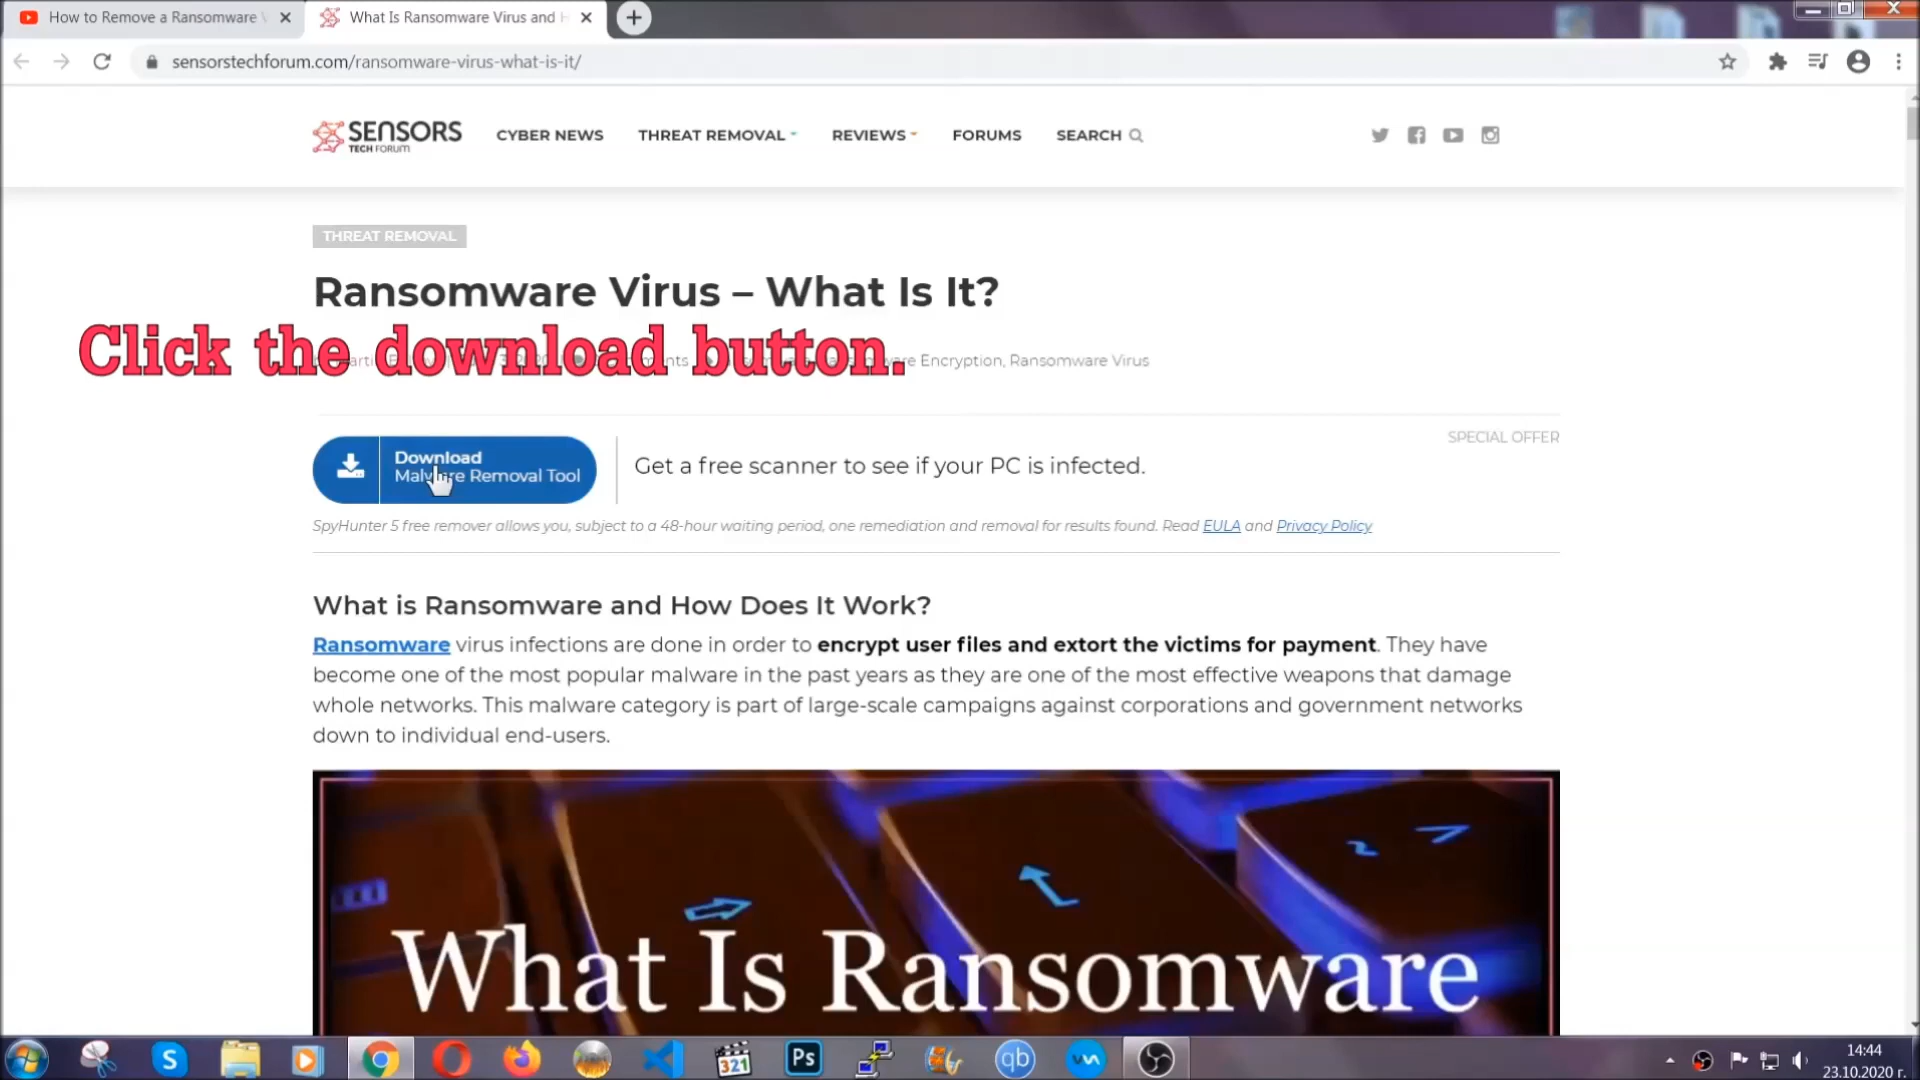 How to Remove a Ransomware V
What Is Ransomware Virus and H
sensorstechforum.com/ransomware-virus-what-is-it/
SENSORS
TECH FORUM
CYBER NEWS
THREAT REMOVAL
REVIEWS
FORUMS
SEARCH
THREAT REMOVAL
Ransomware Virus – What Is It?
Click the download button.
Encryption, Ransomware Virus
SPECIAL OFFER
Download
Malware Removal Tool
Get a free scanner to see if your PC is infected.
SpyHunter 5 free remover allows you, subject to a 48-hour waiting period, one remediation and removal for results found. Read EULA and Privacy Policy
What is Ransomware and How Does It Work?
Ransomware virus infections are done in order to encrypt user files and extort the victims for payment. They have
become one of the most popular malware in the past years as they are one of the most effective weapons that damage
whole networks. This malware category is part of large-scale campaigns against corporations and government networks
down to individual end-users.
What Is Ransomware
S
321
Ps
qb
14:44
23.10.2020 г.